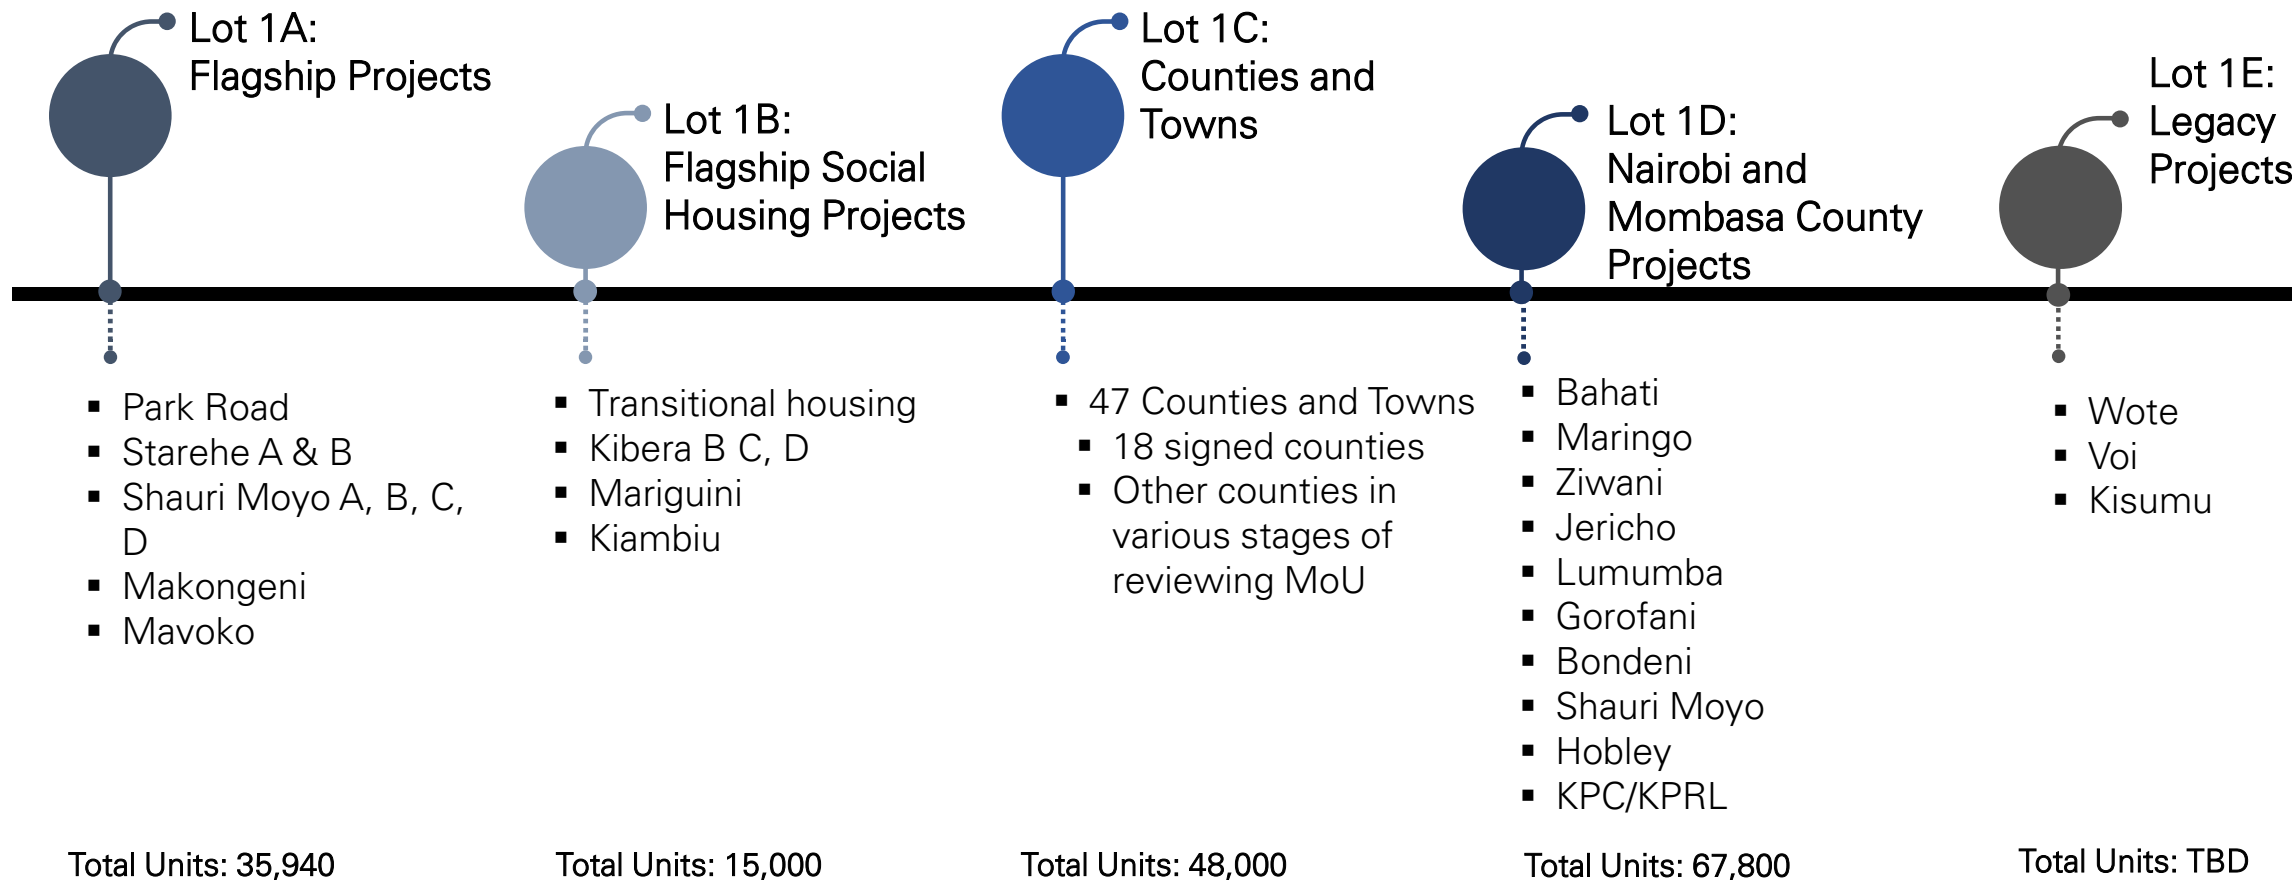 Lot 1A:
Flagship Projects
Lot 1B:
Flagship Social
Housing Projects
Lot 1C:
Counties and
Towns
Lot 1D:
Nairobi and
Mombasa County
Projects
Lot 1E:
Legacy
Projects
▪ Park Road
▪ Starehe A & B
▪ Shauri Moyo A, B, C,
D
▪ Makongeni
▪ Mavoko
▪ Transitional housing
▪ Kibera B C, D
▪ Mariguini
▪ Kiambiu
▪ 47 Counties and Towns
▪ 18 signed counties
▪ Other counties in
various stages of
reviewing MoU
▪ Bahati
▪ Maringo
▪ Ziwani
▪ Jericho
▪ Lumumba
▪ Gorofani
▪ Bondeni
▪ Shauri Moyo
▪ Hobley
▪ KPC/KPRL
▪ Wote
▪ Voi
▪ Kisumu
Total Units: 35,940
Total Units: 15,000
Total Units: 48,000
Total Units: 67,800
Total Units: TBD